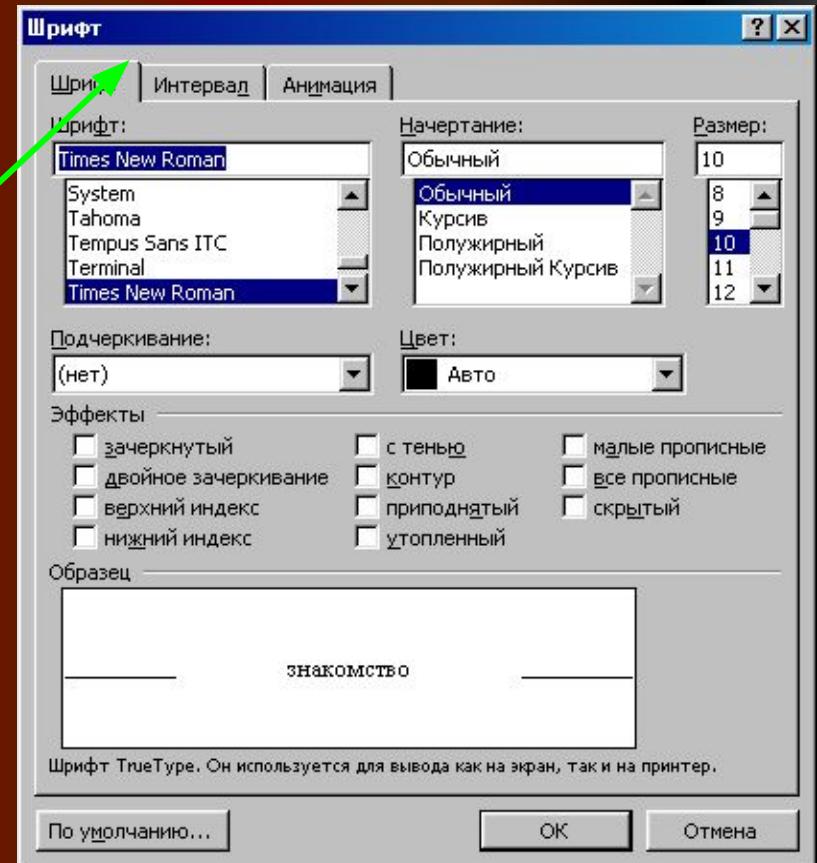 Шрифт
Шрифт Интервал Анимация
Шрифт: Начертание: Размер:
Times New Roman Обычный 10
System Обычный 8
Tahoma Курсив 9
Tempus Sans ITC Полужирный 10
Terminal Полужирный Курсив 11
Times New Roman 12
Подчеркивание: Цвет:
(нет) Авто
Эффекты
зачеркнутый с тенью малые прописные
двойное зачеркивание контур все прописные
верхний индекс приподнятый скрытый
нижний индекс утопленный
Образец
знакомство
Шрифт TrueType. Он используется для вывода как на экран, так и на принтер.
По умолчанию... ОК Отмена